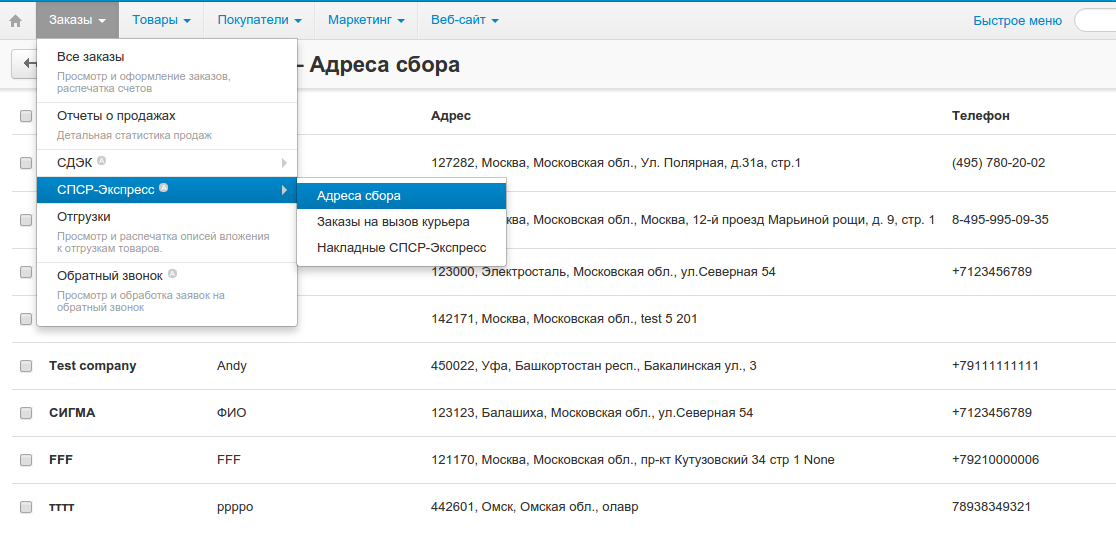 Заказы Товары Покупатели Маркетинг Веб-сайт Быстрое меню
– Адреса сбора
Все заказы
Просмотр и оформление заказов,
распечатка счетов
Отчеты о продажах
Детальная статистика продаж
СДЭК A
СПСР-Экспресс A
Отгрузки
Просмотр и распечатка описей вложения
к отгрузкам товаров.
Обратный звонок A
Просмотр и обработка заявок на
обратный звонок
Адреса сбора
Заказы на вызов курьера
Накладные СПСР-Экспресс
Адрес Телефон
127282, Москва, Московская обл., Ул. Полярная, д.31а, стр.1 (495) 780-20-02
Московская обл., Москва, 12-й проезд Марьиной рощи, д. 9, стр. 1 8-495-995-09-35
123000, Электросталь, Московская обл., ул.Северная 54 +7123456789
142171, Москва, Московская обл., test 5 201
Test company Andy 450022, Уфа, Башкортостан респ., Бакалинская ул., 3 +79111111111
СИГМА ФИО 123123, Балашиха, Московская обл., ул.Северная 54 +7123456789
FFF FFF 121170, Москва, Московская обл., пр-кт Кутузовский 34 стр 1 None +79210000006
тттт ррррo 442601, Омск, Омская обл., олавр 78938349321